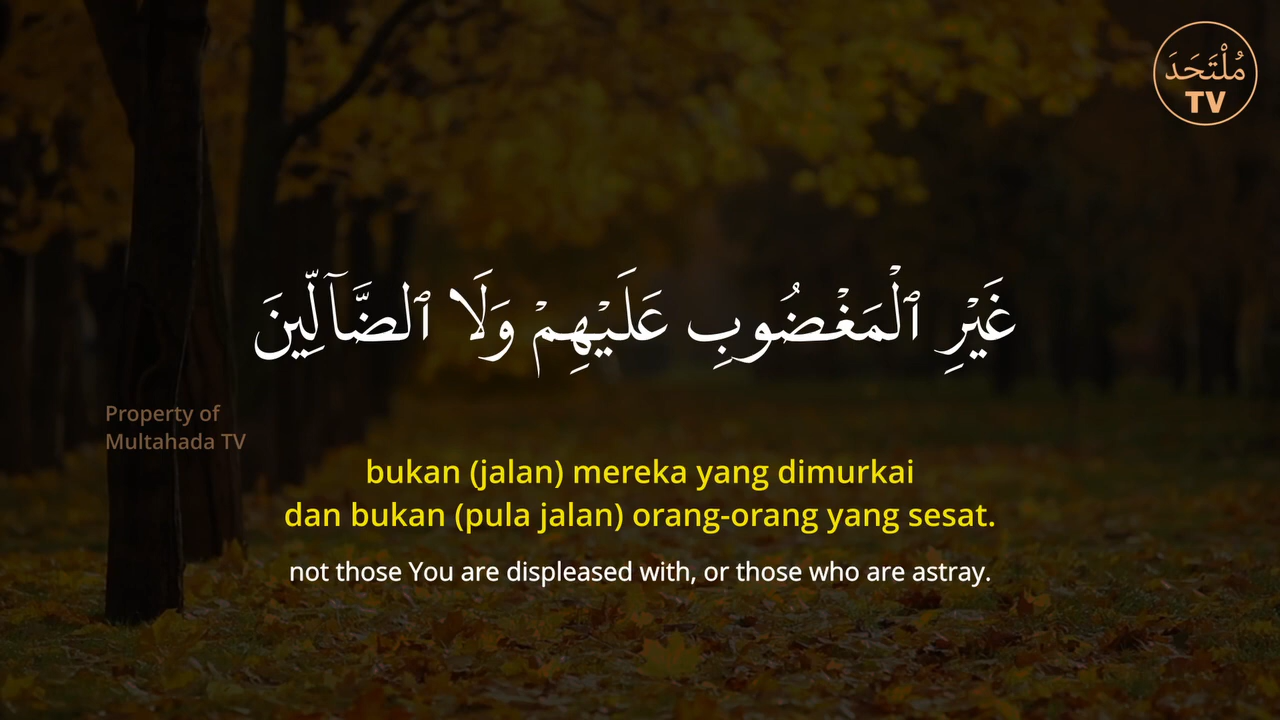 مُلْتَحَدَ
TV
غَيْرِ ٱلْمَغْضُوبِ عَلَيْهِمْ وَلَا ٱلضَّآلِّينَ
Property of
Multahada TV
bukan (jalan) mereka yang dimurkai
dan bukan (pula jalan) orang-orang yang sesat.
not those You are displeased with, or those who are astray.